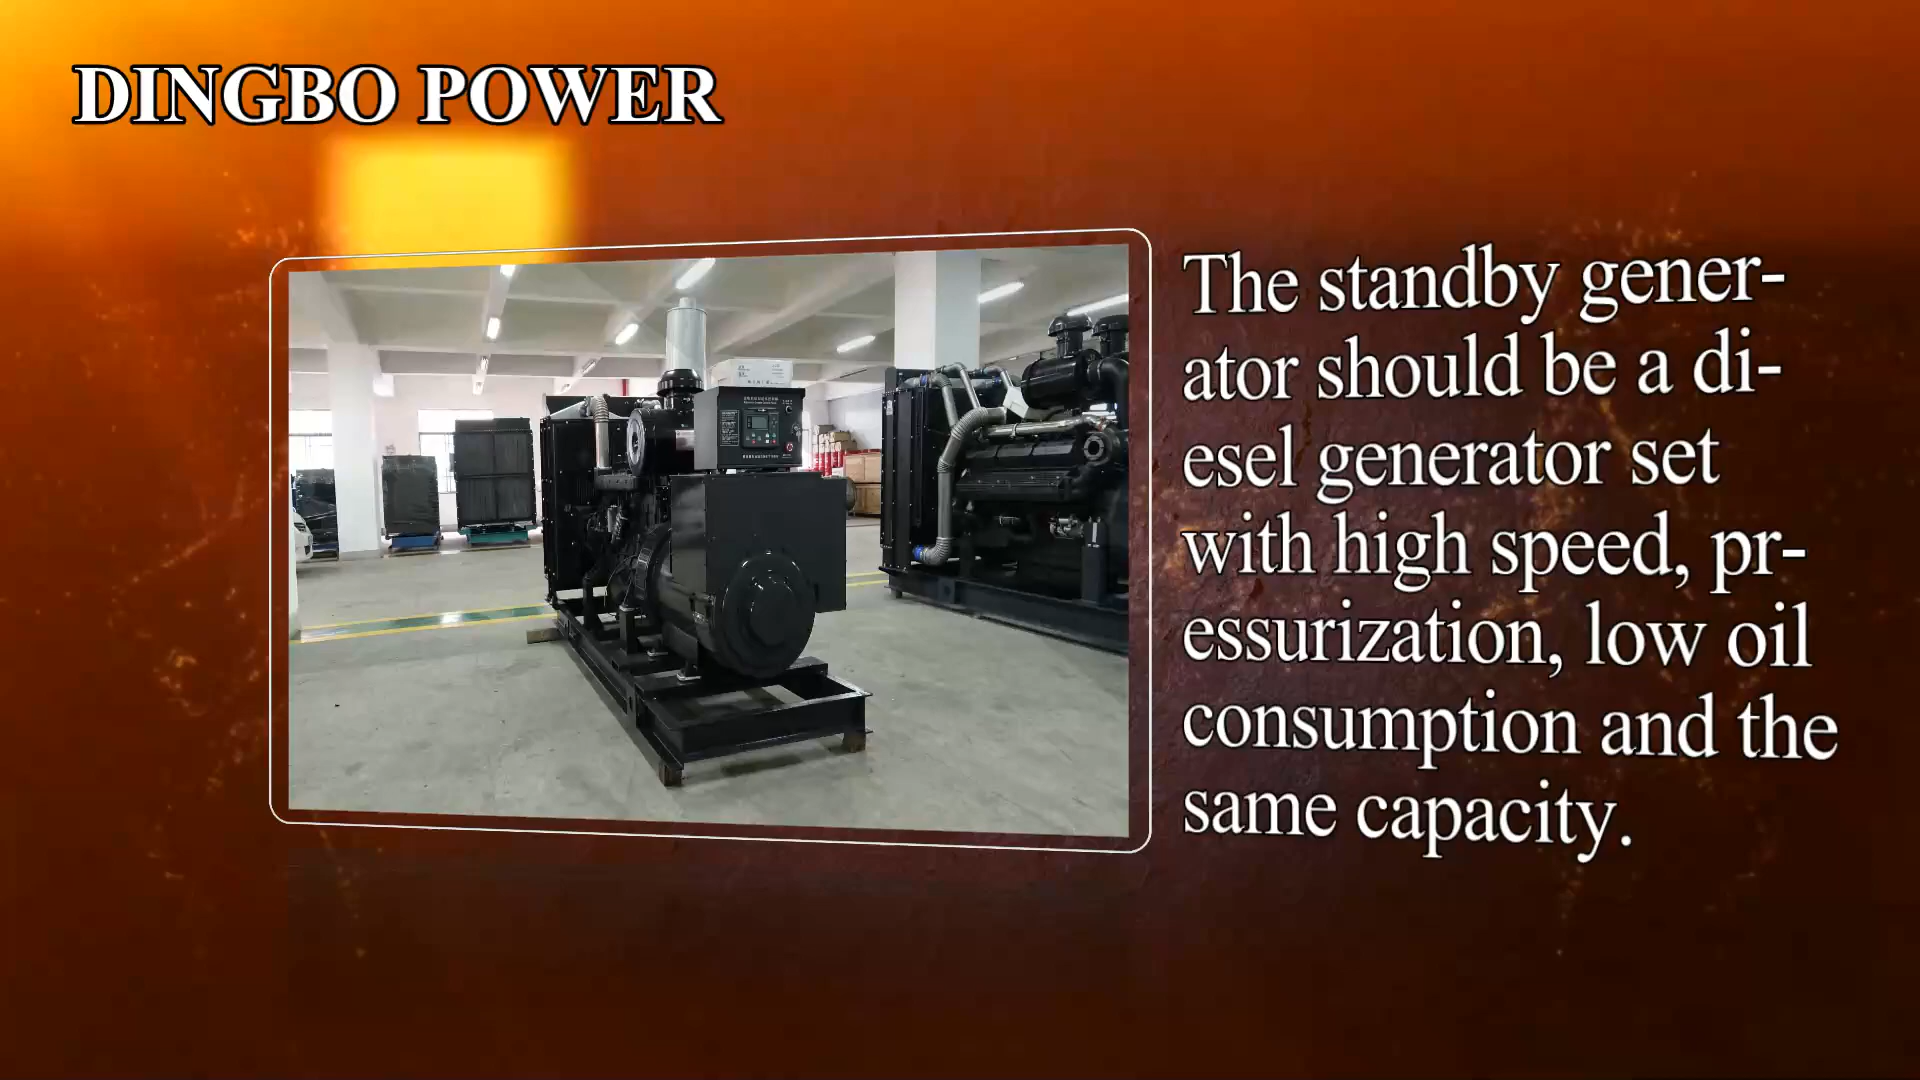 DINGBO POWER
The standby gener-
ator should be a di-
esel generator set
with high speed, pr-
essurization, low oil
consumption and the
same capacity.